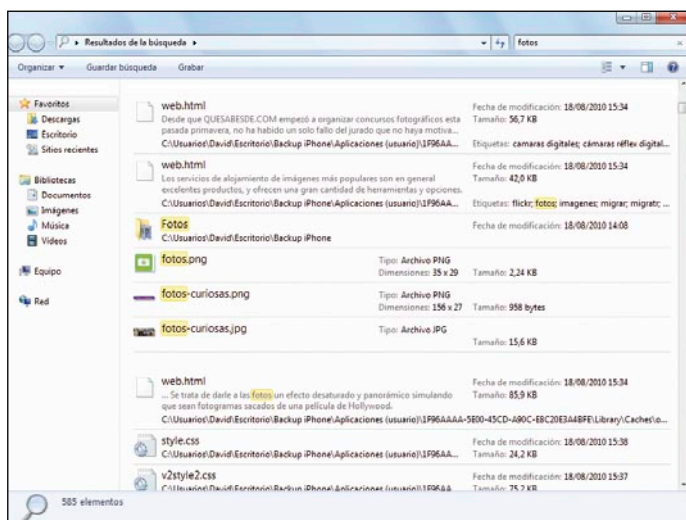 Resultados de la búsqueda
fotos
Organizar
Guardar búsqueda
Grabar
Favoritos
Descargas
Escritorio
Sitios recientes
Bibliotecas
Documentos
Imágenes
Música
Vídeos
Equipo
Red
web.html
Fecha de modificación: 18/08/2010 15:34
Desde que QUESABESDE.COM empezó a organizar concursos fotográficos esta
Tamaño: 56,7 KB
pasada primavera, no ha habido un solo fallo del jurado que no haya motiva...
C:\Usuarios\David\Escritorio\Backup iPhone\Aplicaciones (usuario)\1F96AA...
Etiquetas: camaras digitales; cámaras réflex digital...
web.html
Fecha de modificación: 18/08/2010 15:34
Los servicios de alojamiento de imágenes más populares son en general
Tamaño: 42,0 KB
excelentes productos, y ofrecen una gran cantidad de herramientas y opciones.
C:\Usuarios\David\Escritorio\Backup iPhone\Aplicaciones (usuario)\1F96AA...
Etiquetas: flickr; fotos; imagenes; migrar; migratr; ...
Fotos
Fecha de modificación: 18/08/2010 14:08
C:\Usuarios\David\Escritorio\Backup iPhone
fotos.png
Tipo: Archivo PNG
Dimensiones: 35 x 29
Tamaño: 2,24 KB
fotos-curiosas.png
Tipo: Archivo PNG
Dimensiones: 156 x 27
Tamaño: 958 bytes
fotos-curiosas.jpg
Tipo: Archivo JPG
Tamaño: 15,6 KB
web.html
Fecha de modificación: 18/08/2010 15:34
... Se trata de darle a las fotos un efecto desaturado y panorámico simulando
Tamaño: 85,9 KB
que sean fotogramas sacados de una película de Hollywood.
C:\Usuarios\David\Escritorio\Backup iPhone\Aplicaciones (usuario)\1F96AAAA-5E00-45CD-A90C-E8C20E3A4BFE\Library\Caches\o...
style.css
Fecha de modificación: 18/08/2010 15:38
C:\Usuarios\David\Escritorio\Backup iPhone\Aplicaciones (usuario)\1F96AA...
Tamaño: 24,2 KB
v2style2.css
Fecha de modificación: 18/08/2010 15:37
C:\Usuarios\David\Escritorio\Backup iPhone\Aplicaciones (usuario)\1F96AA
Tamaño: 75,2 KB
585 elementos